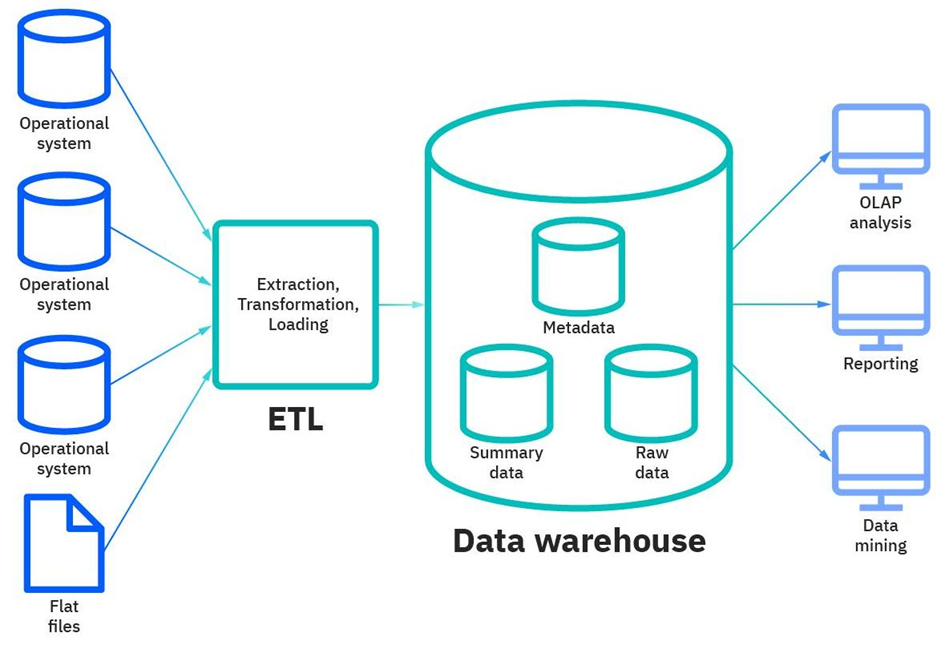 Operational
system
Operational
system
Operational
system
Flat
files
Extraction,
Transformation,
Loading
ETL
Metadata
Summary
data
Raw
data
Data warehouse
OLAP
analysis
Reporting
Data
mining